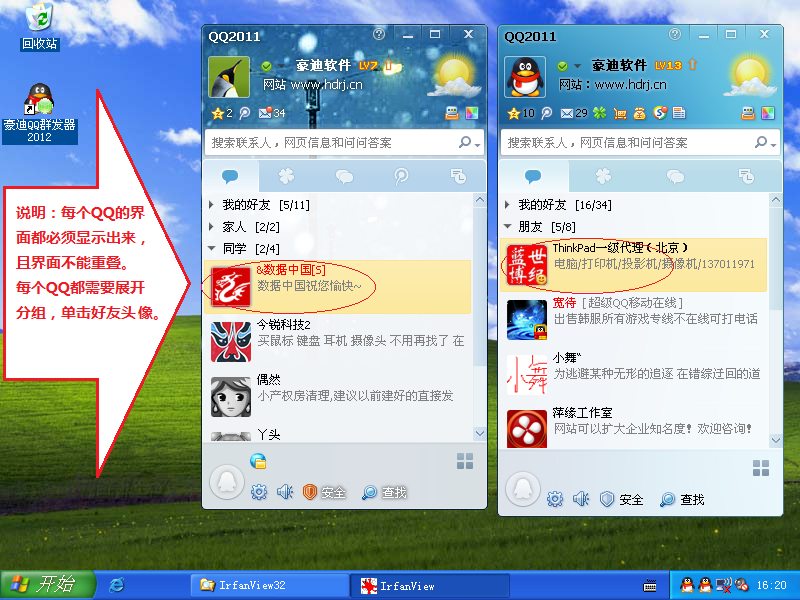 回收站
豪迪QQ群发器
2012
说明：每个QQ的界
面都必须显示出来，
且界面不能重叠。
每个QQ都需要展开
分组，单击好友头像。
QQ2011
豪迪软件 LV7
网站 www.hdrj.cn
2 34
搜索联系人，网页信息和问问答案
我的好友 [5/11]
家人 [2/2]
同学 [2/4]
&数据中国[5]
数据中国祝您愉快~
今锐科技2
买鼠标 键盘 耳机 摄像头 不用再找了 在
偶然
小产权房清理,建议以前建好的直接发
丫头
安全 查找
QQ2011
豪迪软件 LV13
网站：www.hdrj.cn
10 29
搜索联系人，网页信息和问问答案
我的好友 [16/34]
朋友 [5/8]
蓝世
博纪
ThinkPad一级代理（北京）
电脑/打印机/投影机/摄像机/137011971
宽待 [超级QQ移动在线]
出售韩服所有游戏专线不在线可打电话
小舞“
为逃避某种无形的追逐 在错综迂回的道
萍缘工作室
网站可以扩大企业知名度！欢迎咨询！
安全 查找
开始
IrfanView32
IrfanView
16:20